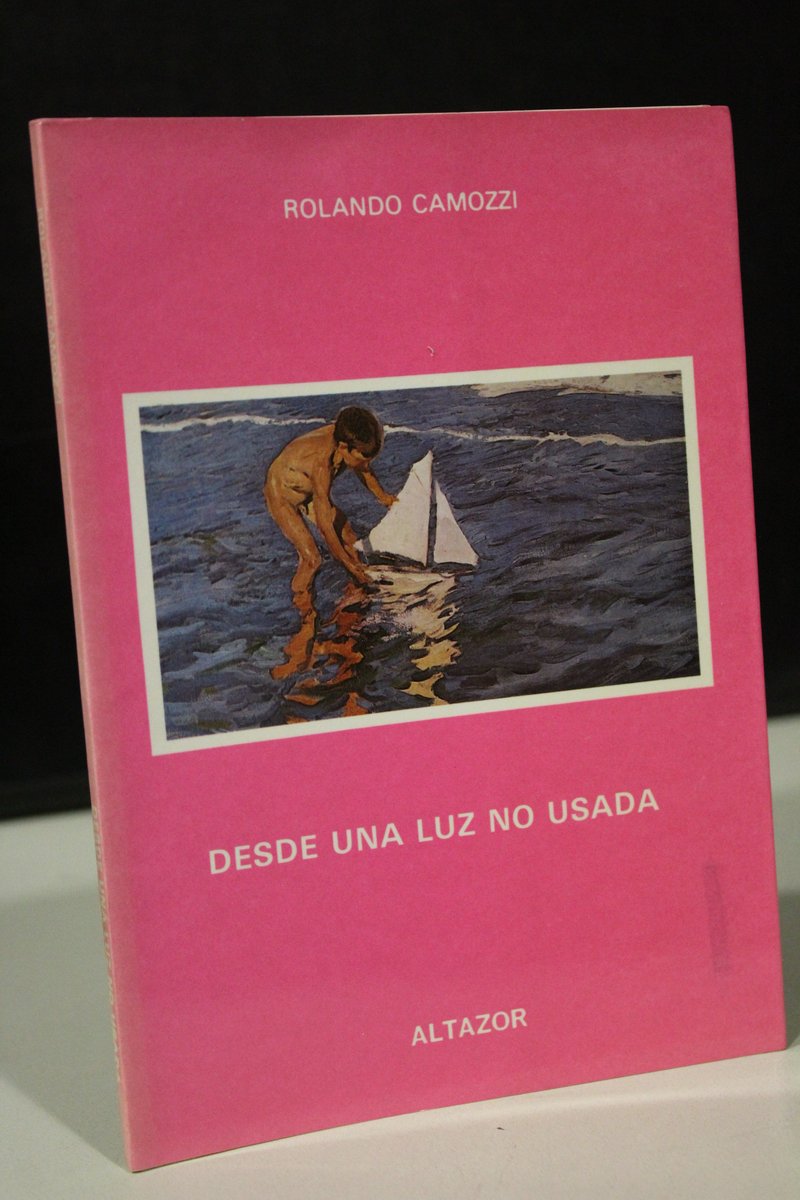 ROLANDO CAMOZZI
DESDE UNA LUZ NO USADA
ALTAZOR